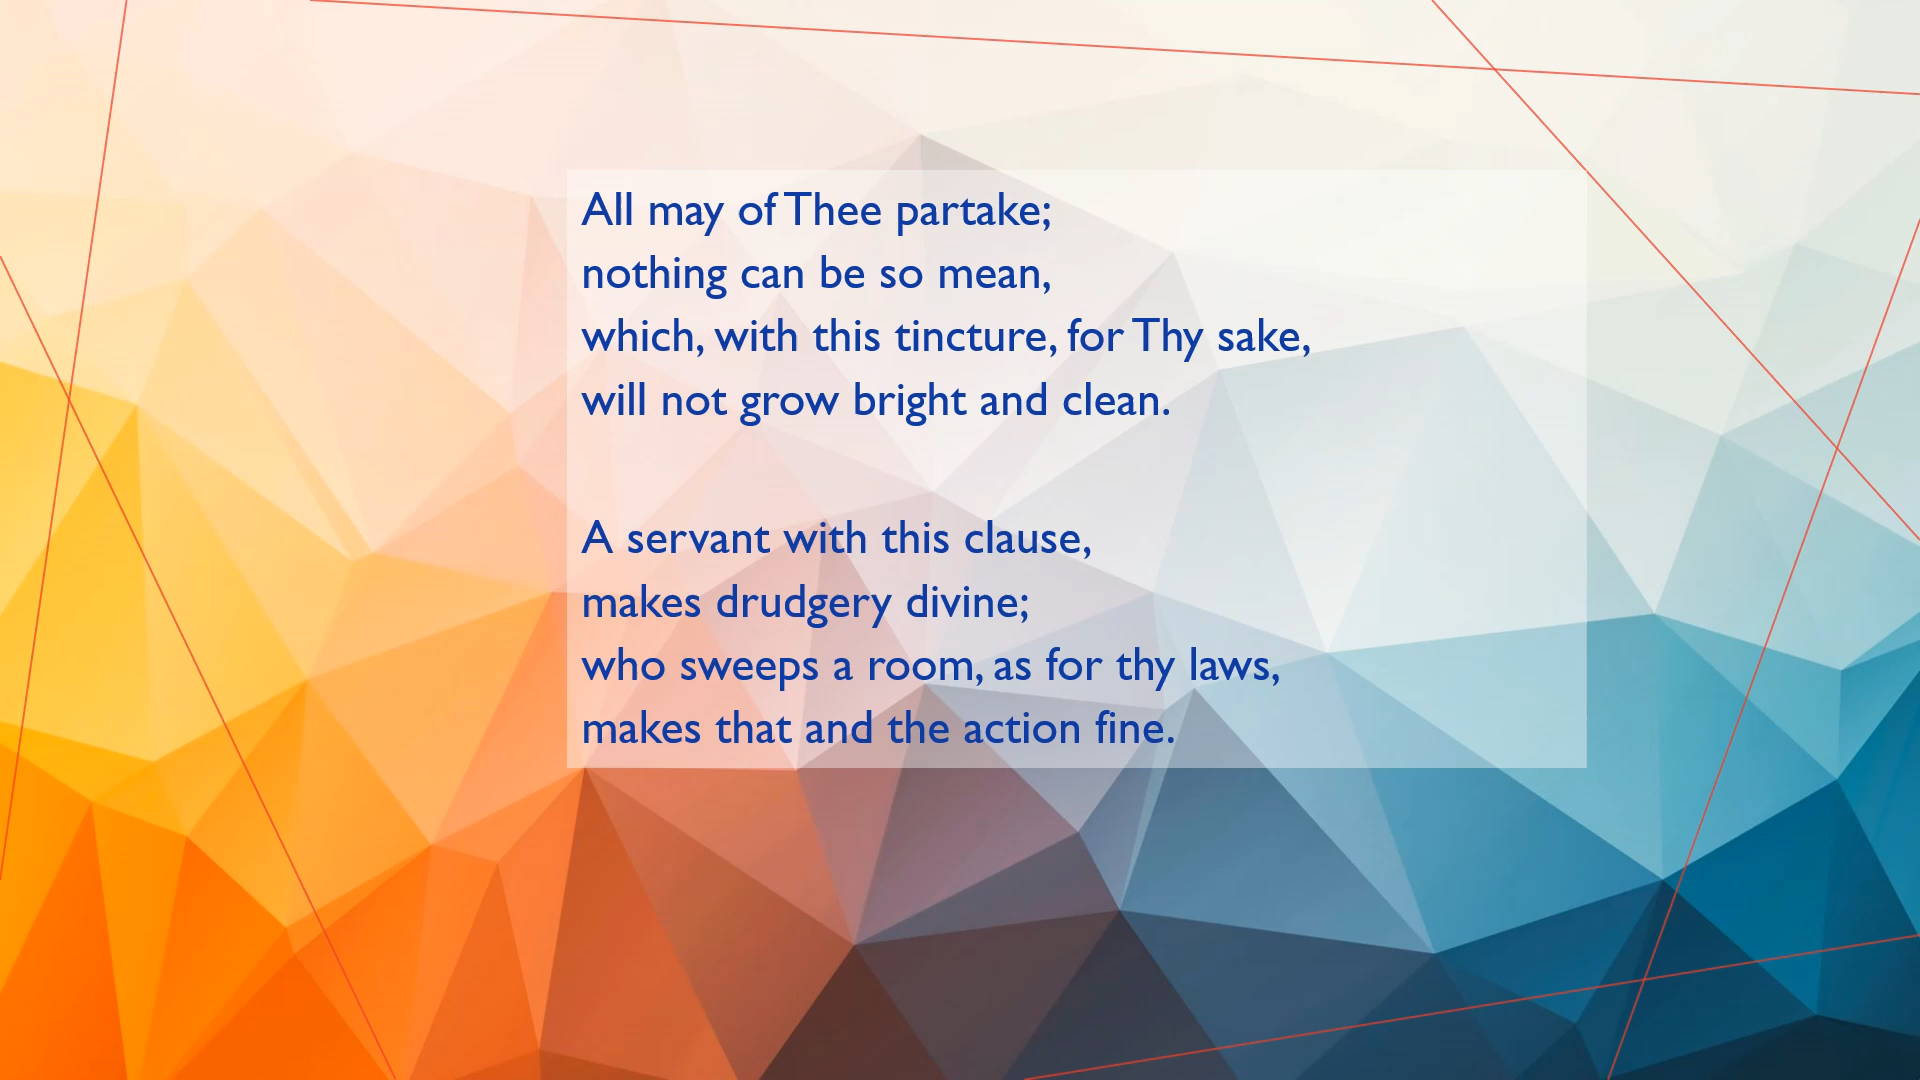 All may of Thee partake;
nothing can be so mean,
which, with this tincture, for Thy sake,
will not grow bright and clean.
A servant with this clause,
makes drudgery divine;
who sweeps a room, as for thy laws,
makes that and the action fine.